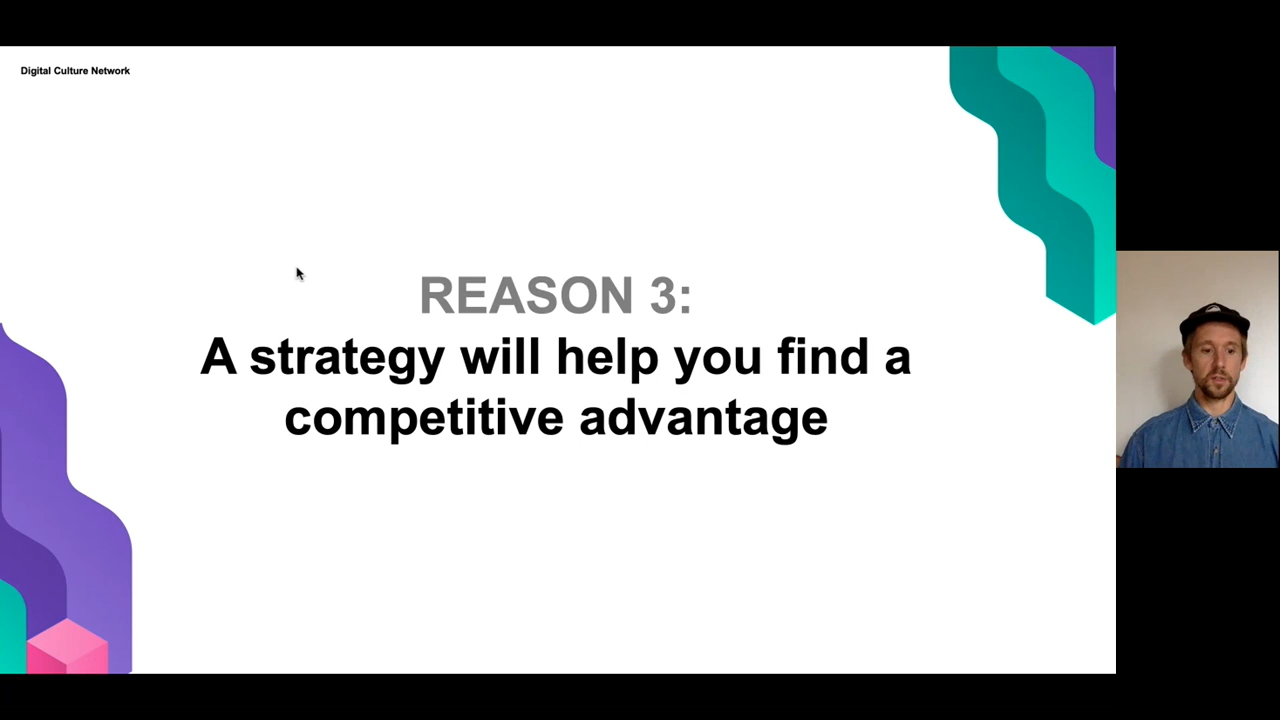 Digital Culture Network
REASON 3:
A strategy will help you find a
competitive advantage